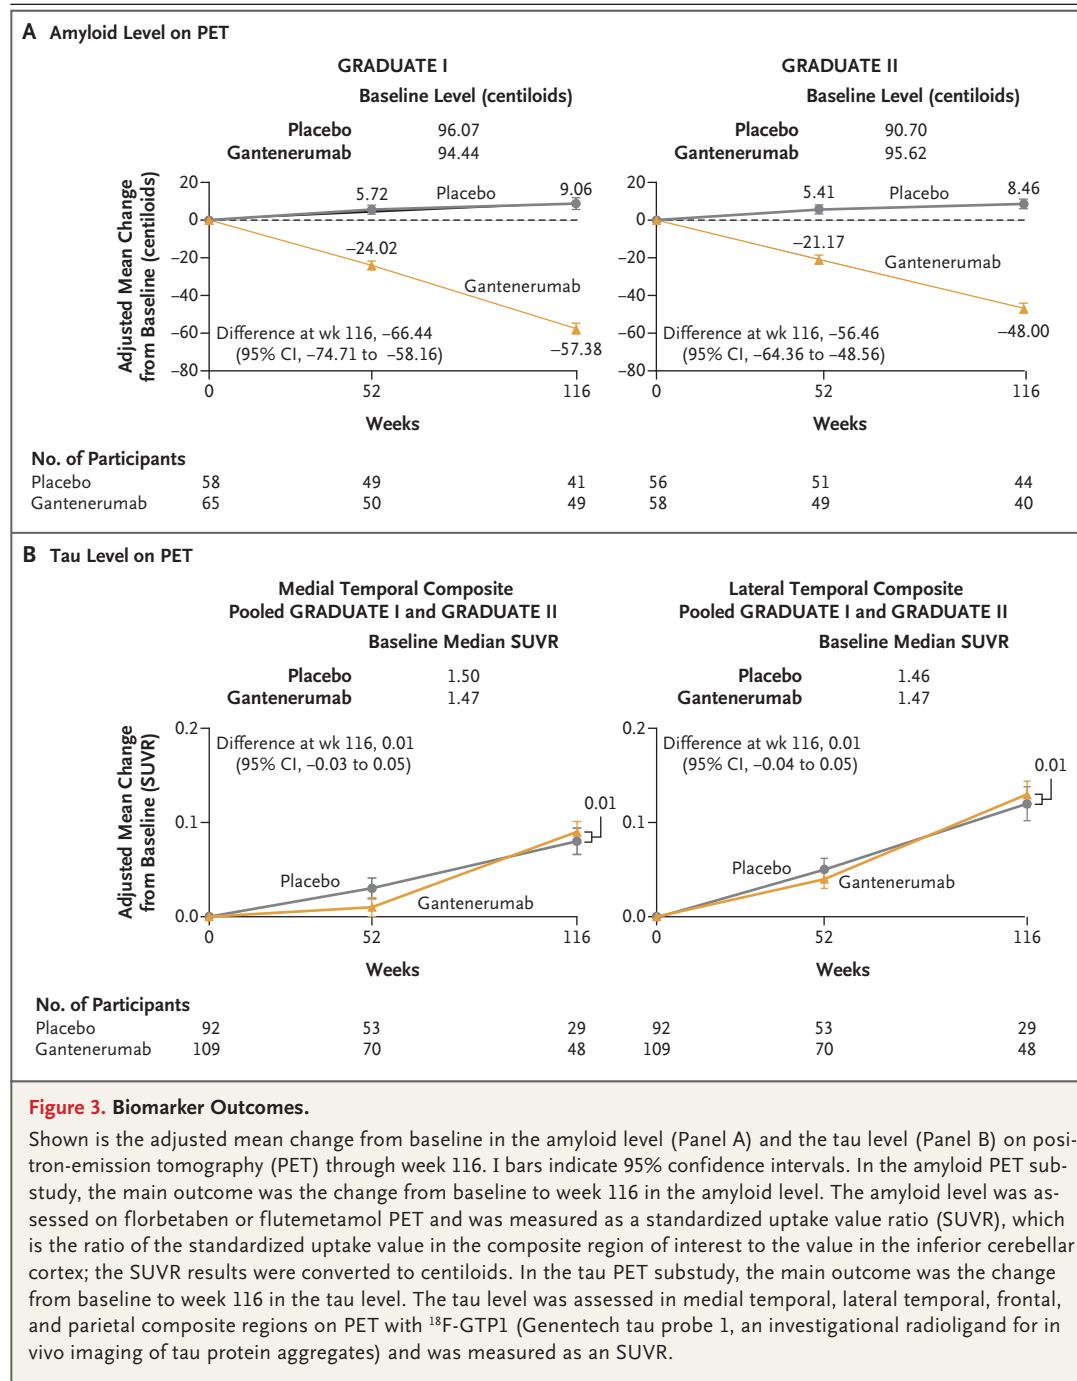 A Amyloid Level on PET
GRADUATE I
Baseline Level (centiloids)
Placebo 96.07
Gantenerumab 94.44
Adjusted Mean Change
from Baseline (centiloids)
20
0
−20
−40
−60
−80
5.72
Placebo
9.06
−24.02
Gantenerumab
Difference at wk 116, −66.44
(95% CI, −74.71 to −58.16)
−57.38
0 52 116
Weeks
GRADUATE II
Baseline Level (centiloids)
Placebo 90.70
Gantenerumab 95.62
20
0
−20
−40
−60
−80
5.41
Placebo
8.46
−21.17
Gantenerumab
Difference at wk 116, −56.46
(95% CI, −64.36 to −48.56)
−48.00
0 52 116
Weeks
No. of Participants
Placebo 58 49 41 56 51 44
Gantenerumab 65 50 49 58 49 40
B Tau Level on PET
Medial Temporal Composite
Pooled GRADUATE I and GRADUATE II
Baseline Median SUVR
Placebo 1.50
Gantenerumab 1.47
Adjusted Mean Change
from Baseline (SUVR)
0.2
0.1
0.0
Difference at wk 116, 0.01
(95% CI, −0.03 to 0.05)
0.01
Placebo
Gantenerumab
0 52 116
Weeks
Lateral Temporal Composite
Pooled GRADUATE I and GRADUATE II
Baseline Median SUVR
Placebo 1.46
Gantenerumab 1.47
0.2
0.1
0.0
Difference at wk 116, 0.01
(95% CI, −0.04 to 0.05)
0.01
Placebo
Gantenerumab
0 52 116
Weeks
No. of Participants
Placebo 92 53 29 92 53 29
Gantenerumab 109 70 48 109 70 48
Figure 3. Biomarker Outcomes.
Shown is the adjusted mean change from baseline in the amyloid level (Panel A) and the tau level (Panel B) on posi-
tron-emission tomography (PET) through week 116. I bars indicate 95% confidence intervals. In the amyloid PET sub-
study, the main outcome was the change from baseline to week 116 in the amyloid level. The amyloid level was as-
sessed on florbetaben or flutemetamol PET and was measured as a standardized uptake value ratio (SUVR), which
is the ratio of the standardized uptake value in the composite region of interest to the value in the inferior cerebellar
cortex; the SUVR results were converted to centiloids. In the tau PET substudy, the main outcome was the change
from baseline to week 116 in the tau level. The tau level was assessed in medial temporal, lateral temporal, frontal,
and parietal composite regions on PET with ¹⁸F-GTP1 (Genentech tau probe 1, an investigational radioligand for in
vivo imaging of tau protein aggregates) and was measured as an SUVR.